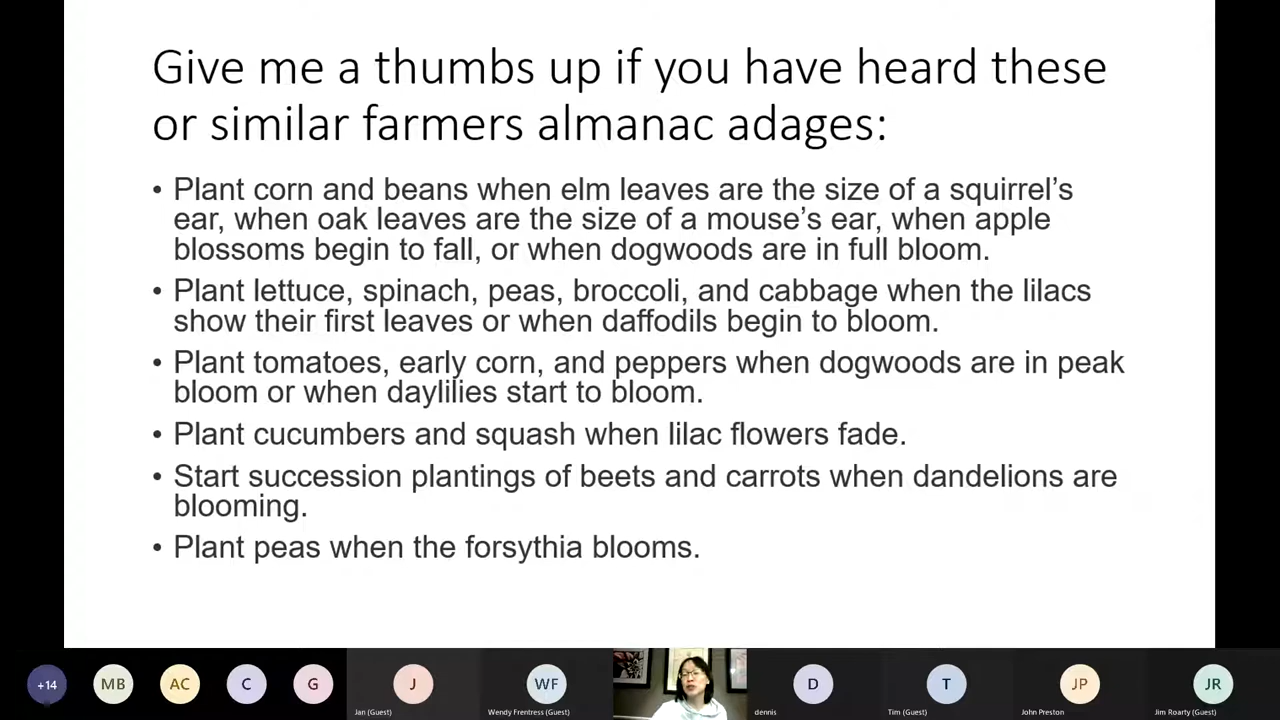 Give me a thumbs up if you have heard these
or similar farmers almanac adages:
• Plant corn and beans when elm leaves are the size of a squirrel's
ear, when oak leaves are the size of a mouse's ear, when apple
blossoms begin to fall, or when dogwoods are in full bloom.
• Plant lettuce, spinach, peas, broccoli, and cabbage when the lilacs
show their first leaves or when daffodils begin to bloom.
• Plant tomatoes, early corn, and peppers when dogwoods are in peak
bloom or when daylilies start to bloom.
• Plant cucumbers and squash when lilac flowers fade.
• Start succession plantings of beets and carrots when dandelions are
blooming.
• Plant peas when the forsythia blooms.
+14 MB AC C G J WF D T JP JR
Jan (Guest) Wendy Frentress (Guest) dennis Tim (Guest) John Preston Jim Roarty (Guest)